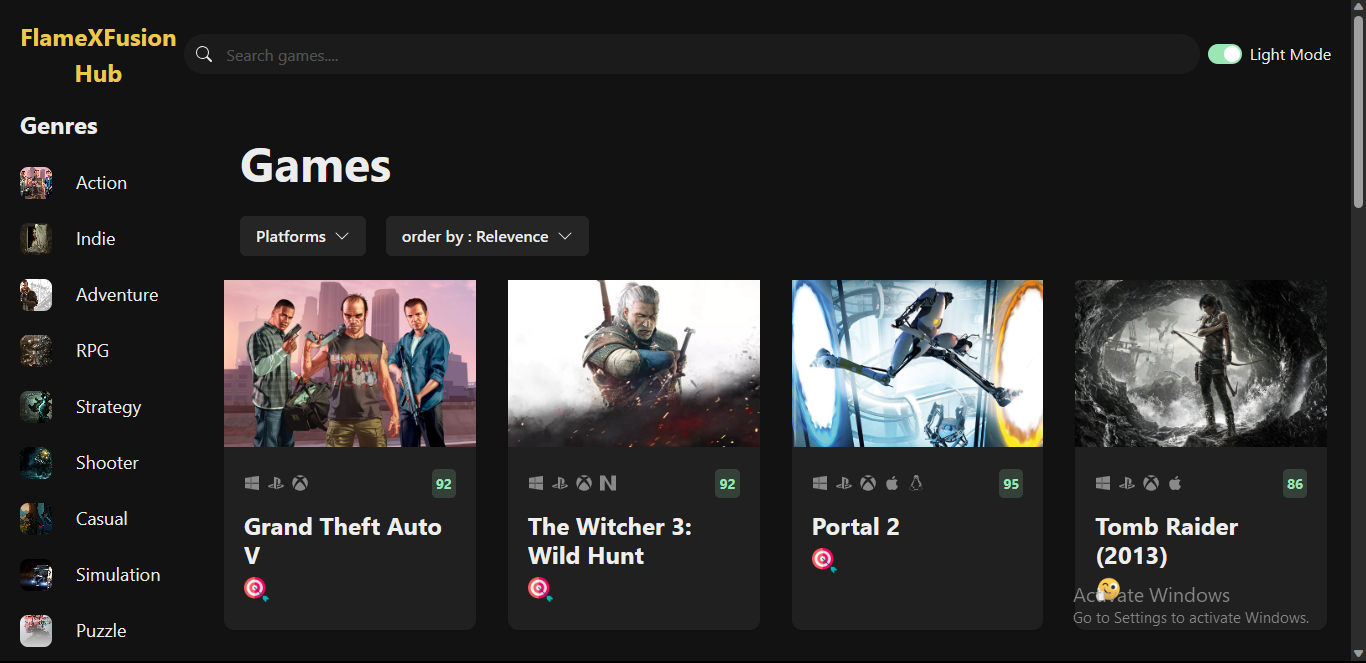 FlameXFusion
Hub
Search games....
Light Mode
Genres
Action
Indie
Adventure
RPG
Strategy
Shooter
Casual
Simulation
Puzzle
Games
Platforms
order by : Relevence
92
Grand Theft Auto
V
92
The Witcher 3:
Wild Hunt
95
Portal 2
86
Tomb Raider
(2013)
Activate Windows
Go to Settings to activate Windows.